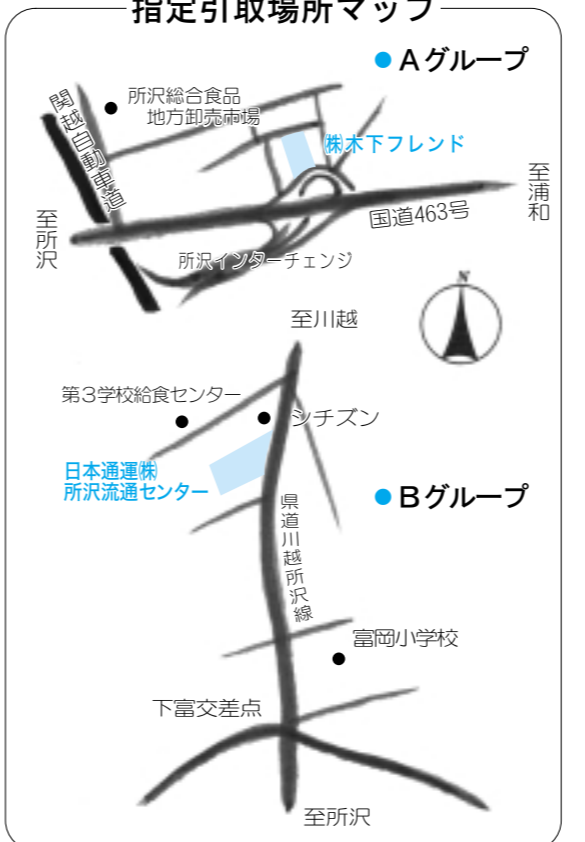 指定引取場所マップ
●Aグループ
所沢総合食品
地方卸売市場
関越自動車道
㈱木下フレンド
至浦和
至所沢
国道463号
所沢インターチェンジ
N
至川越
第3学校給食センター
シチズン
日本通運㈱
所沢流通センター
●Bグループ
県道川越所沢線
富岡小学校
下富交差点
至所沢